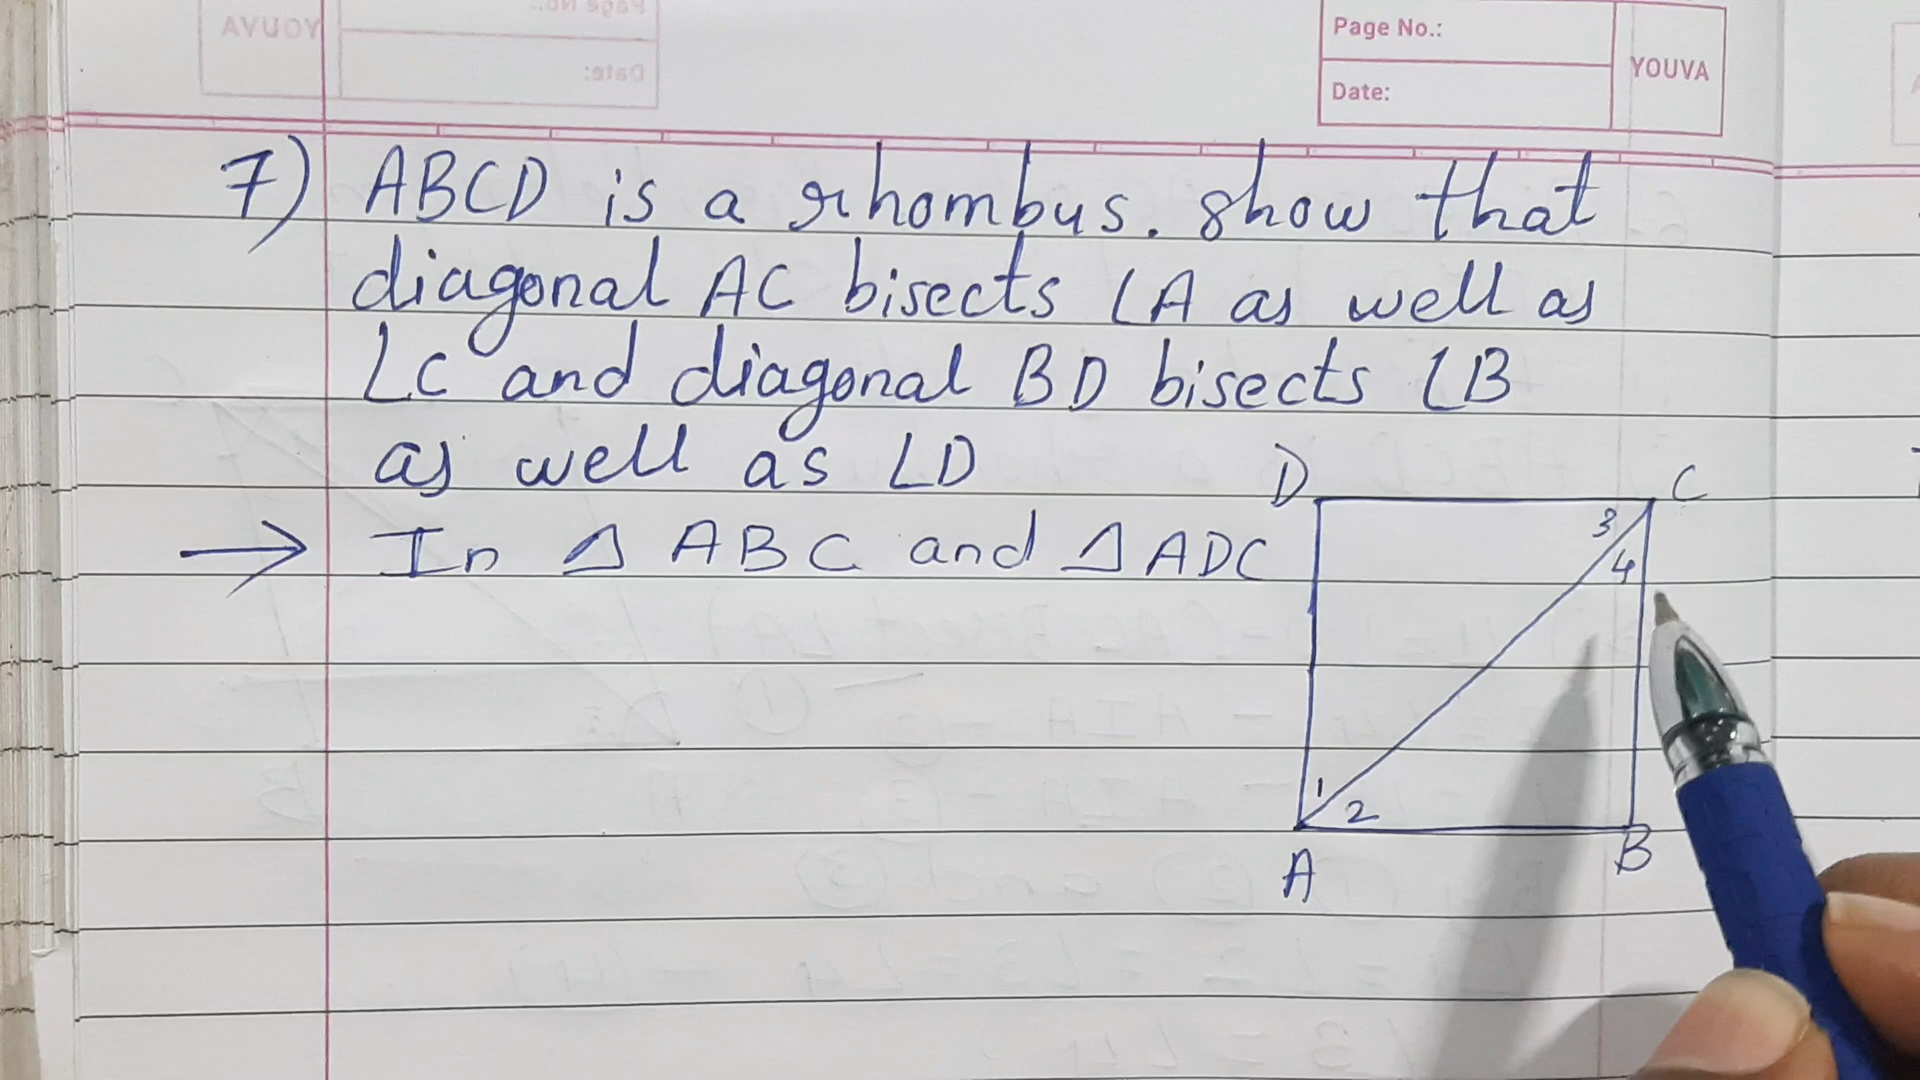 Page No.:
YOUVA
Date:
7) ABCD is a rhombus. show that
diagonal AC bisects ∠A as well as
∠C and diagonal BD bisects ∠B
as well as ∠D
→ In △ ABC and △ ADC
D C
3
4
1 2
A B